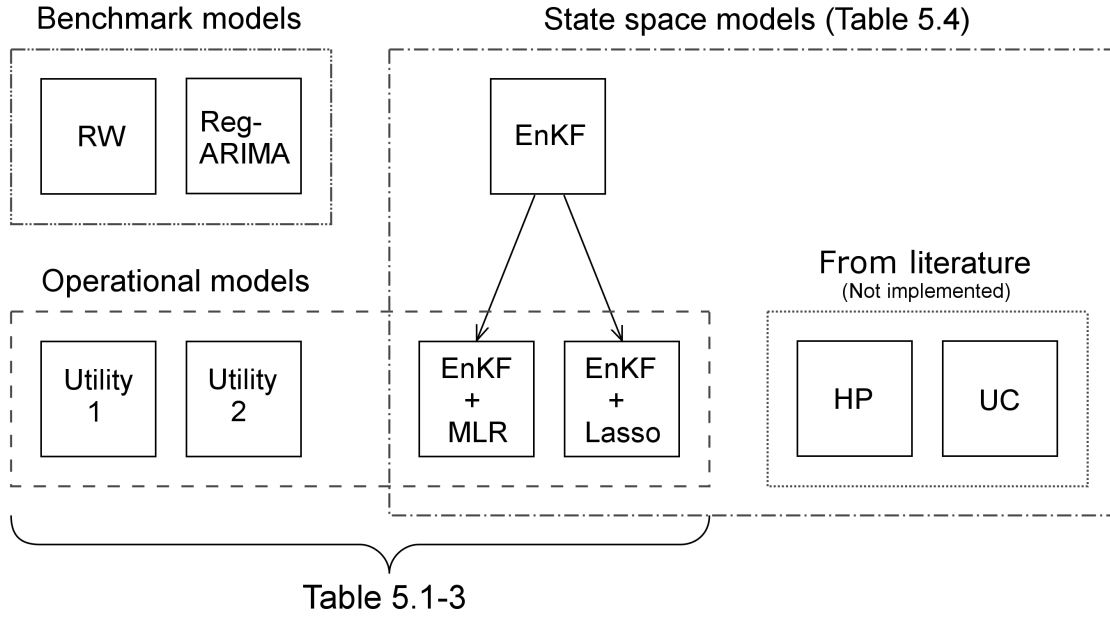 Benchmark models
State space models (Table 5.4)
RW
Reg-
ARIMA
EnKF
Operational models
From literature
(Not implemented)
Utility
1
Utility
2
EnKF
+
MLR
EnKF
+
Lasso
HP
UC
Table 5.1-3